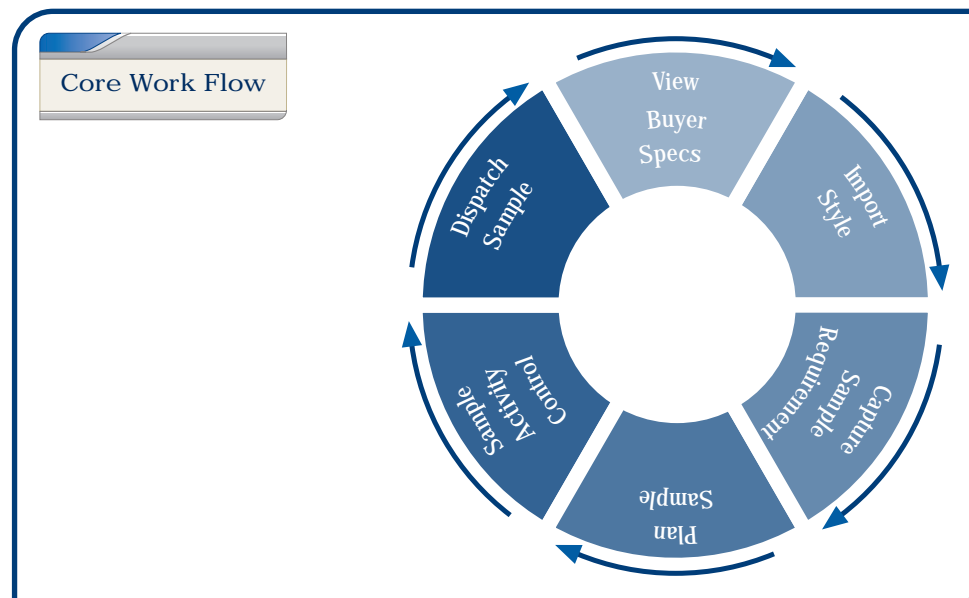 Core Work Flow
View
Buyer
Specs
Import
Style
Capture
Sample
Requirement
Plan
Sample
Sample
Activity
Control
Dispatch
Sample